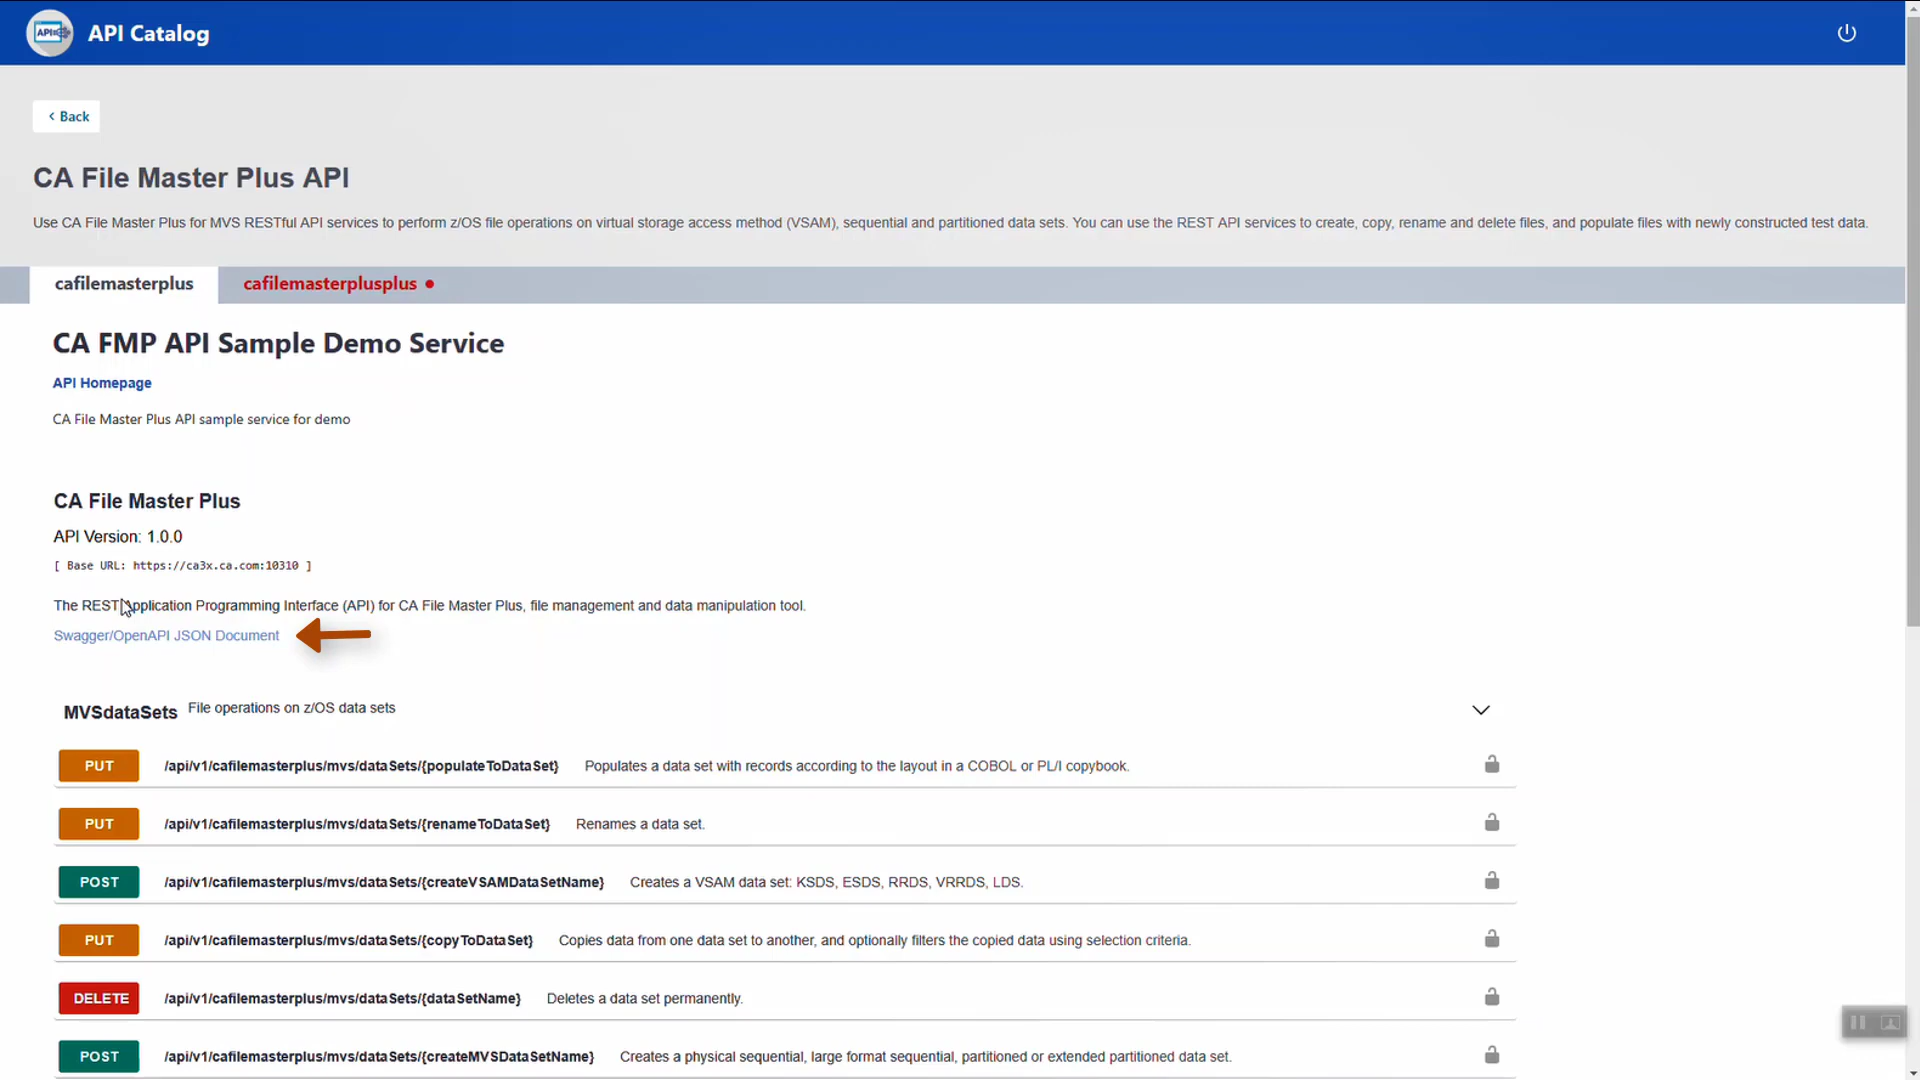 API
API Catalog
Back
CA File Master Plus API
Use CA File Master Plus for MVS RESTful API services to perform z/OS file operations on virtual storage access method (VSAM), sequential and partitioned data sets. You can use the REST API services to create, copy, rename and delete files, and populate files with newly constructed test data.
cafilemasterplus cafilemasterplusplus
CA FMP API Sample Demo Service
API Homepage
CA File Master Plus API sample service for demo
CA File Master Plus
API Version: 1.0.0
[ Base URL: https://ca3x.ca.com:10310 ]
The REST Application Programming Interface (API) for CA File Master Plus, file management and data manipulation tool.
Swagger/OpenAPI JSON Document
MVSdataSets File operations on z/OS data sets
PUT /api/v1/cafilemasterplus/mvs/dataSets/{populateToDataSet} Populates a data set with records according to the layout in a COBOL or PL/I copybook.
PUT /api/v1/cafilemasterplus/mvs/dataSets/{renameToDataSet} Renames a data set.
POST /api/v1/cafilemasterplus/mvs/dataSets/{createVSAMDataSetName} Creates a VSAM data set: KSDS, ESDS, RRDS, VRRDS, LDS.
PUT /api/v1/cafilemasterplus/mvs/dataSets/{copyToDataSet} Copies data from one data set to another, and optionally filters the copied data using selection criteria.
DELETE /api/v1/cafilemasterplus/mvs/dataSets/{dataSetName} Deletes a data set permanently.
POST /api/v1/cafilemasterplus/mvs/dataSets/{createMVSDataSetName} Creates a physical sequential, large format sequential, partitioned or extended partitioned data set.